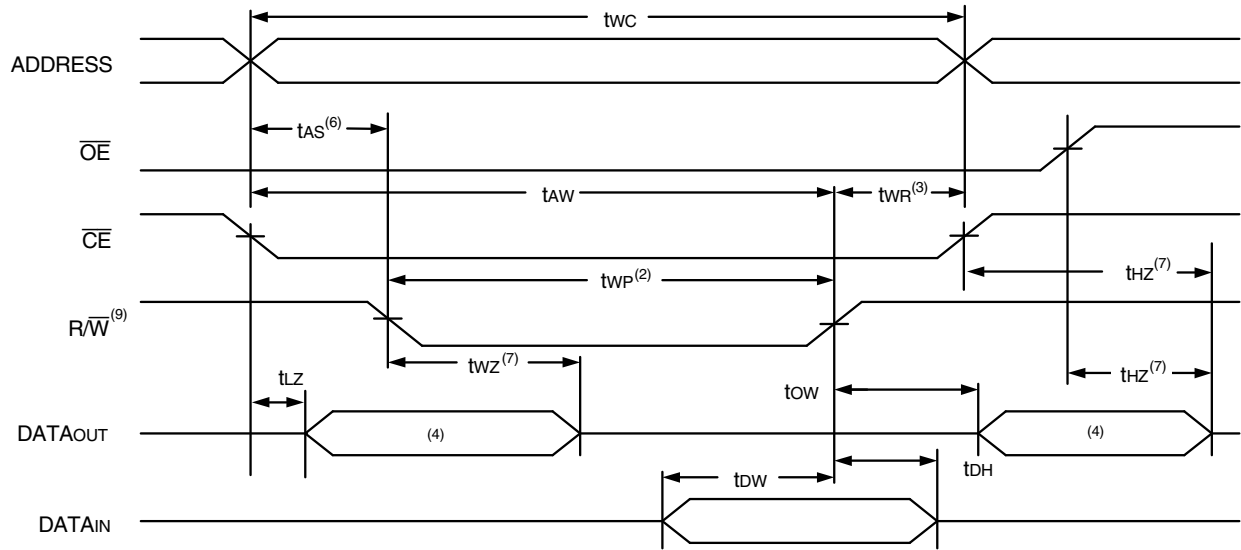 tWC
ADDRESS
tAS(6)
OE
tAW
tWR(3)
CE
tWP(2)
tHZ(7)
R/W(9)
tWZ(7)
tLZ
tHZ(7)
tOW
DATAOUT
(4)
(4)
tDH
tDW
DATAIN